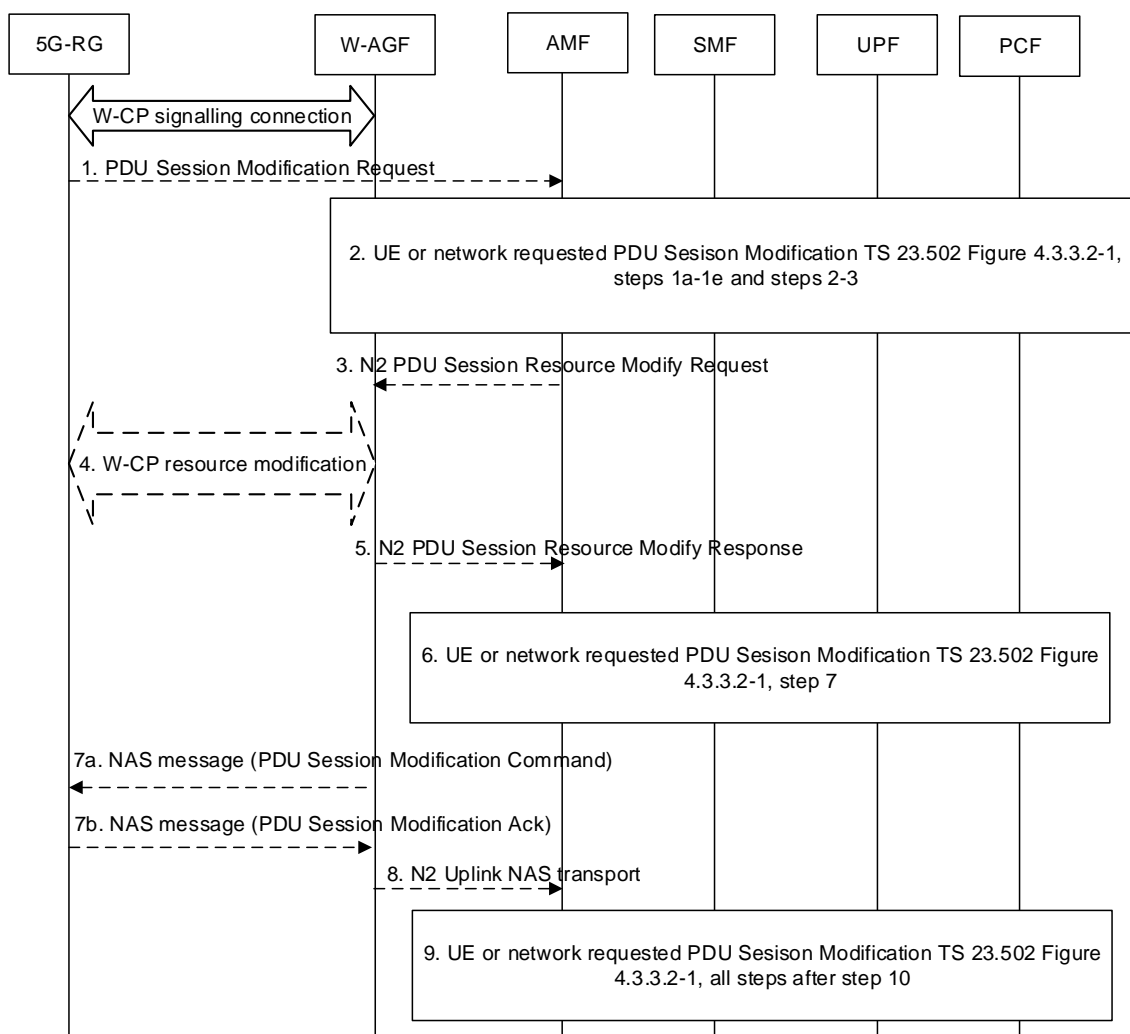 5G-RG
W-AGF
AMF
SMF
UPF
PCF
W-CP signalling connection
1. PDU Session Modification Request
2. UE or network requested PDU Sesison Modification TS 23.502 Figure 4.3.3.2-1,
steps 1a-1e and steps 2-3
3. N2 PDU Session Resource Modify Request
4. W-CP resource modification
5. N2 PDU Session Resource Modify Response
6. UE or network requested PDU Sesison Modification TS 23.502 Figure
4.3.3.2-1, step 7
7a. NAS message (PDU Session Modification Command)
7b. NAS message (PDU Session Modification Ack)
8. N2 Uplink NAS transport
9. UE or network requested PDU Sesison Modification TS 23.502 Figure
4.3.3.2-1, all steps after step 10